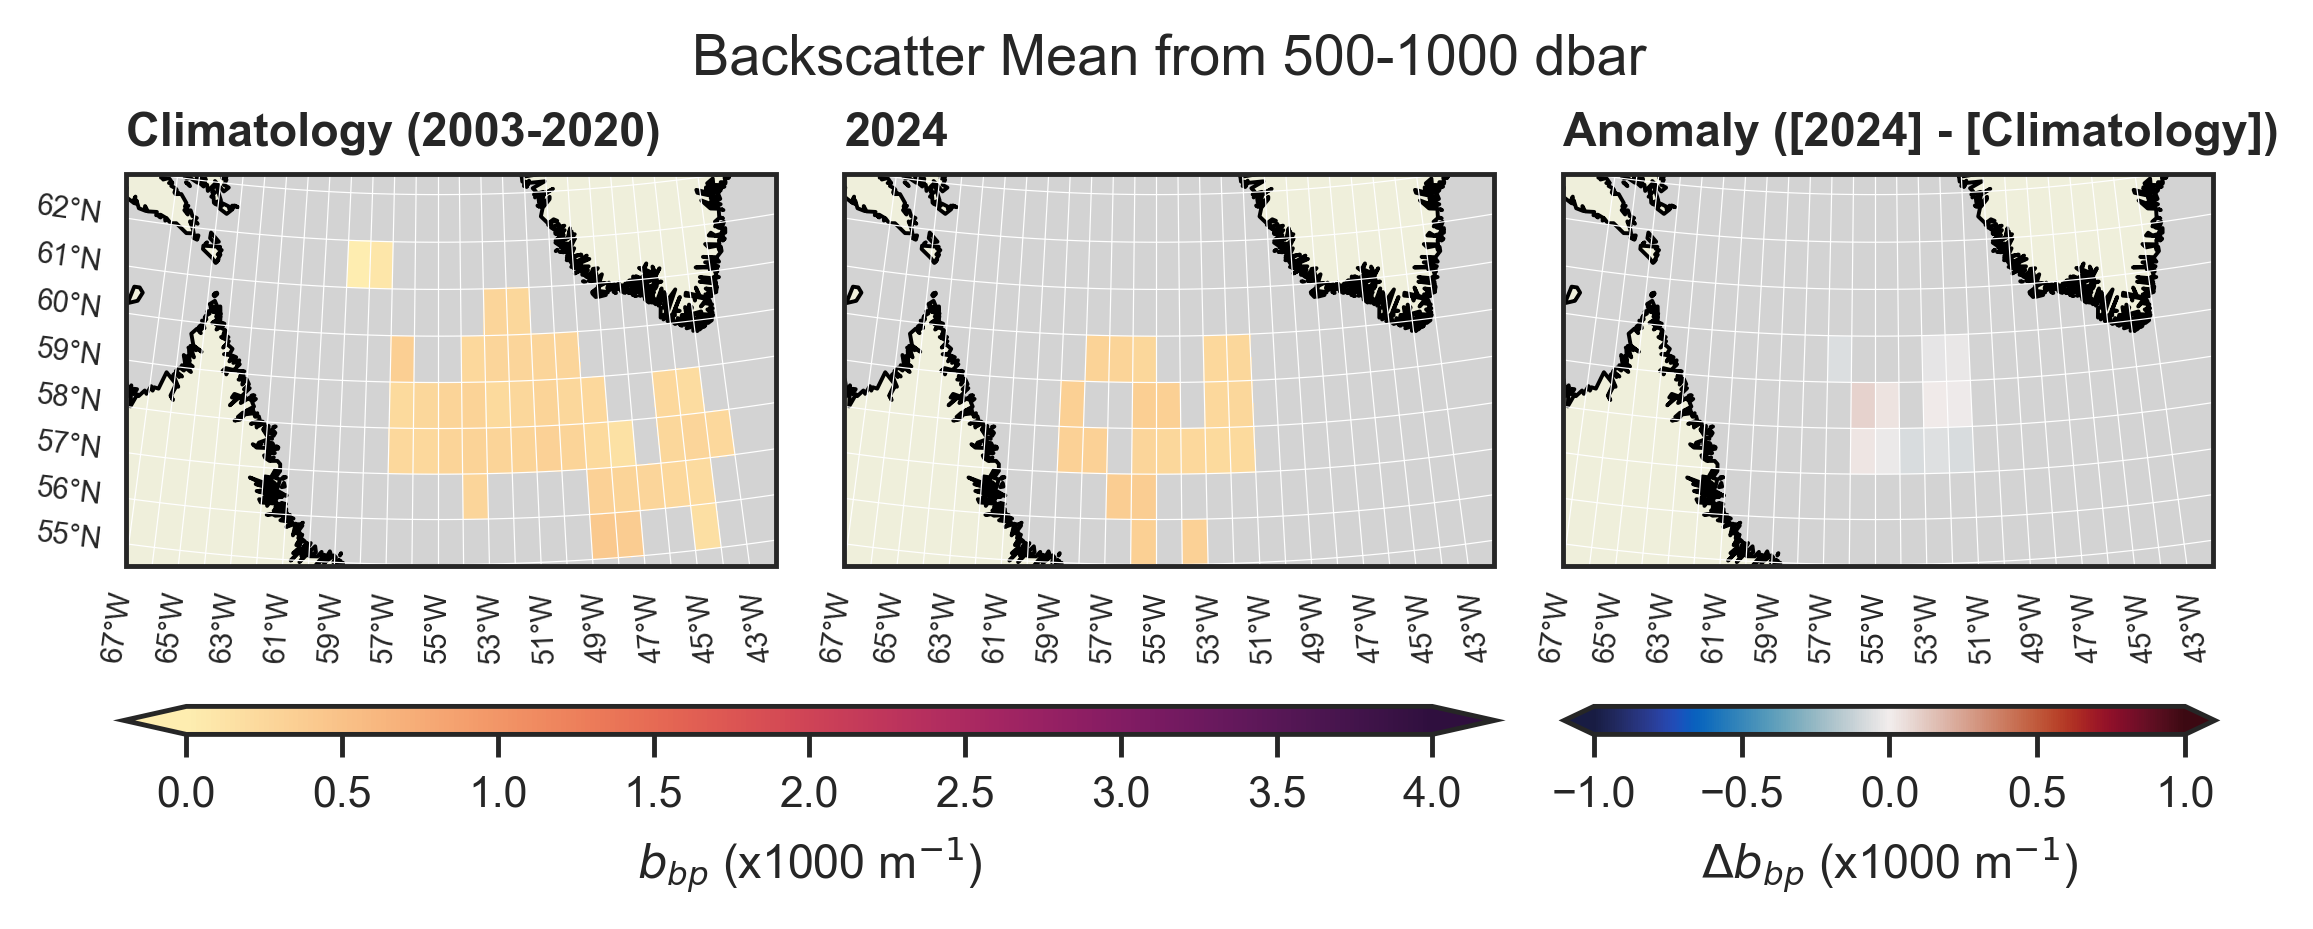 Backscatter Mean from 500-1000 dbar
Climatology (2003-2020)
2024
Anomaly ([2024] - [Climatology])
62°N
61°N
60°N
59°N
58°N
57°N
56°N
55°N
67°W 65°W 63°W 61°W 59°W 57°W 55°W 53°W 51°W 49°W 47°W 45°W 43°W
67°W 65°W 63°W 61°W 59°W 57°W 55°W 53°W 51°W 49°W 47°W 45°W 43°W
67°W 65°W 63°W 61°W 59°W 57°W 55°W 53°W 51°W 49°W 47°W 45°W 43°W
0.0 0.5 1.0 1.5 2.0 2.5 3.0 3.5 4.0
−1.0 −0.5 0.0 0.5 1.0
b_{bp} (x1000 m^{−1})
Δb_{bp} (x1000 m^{−1})